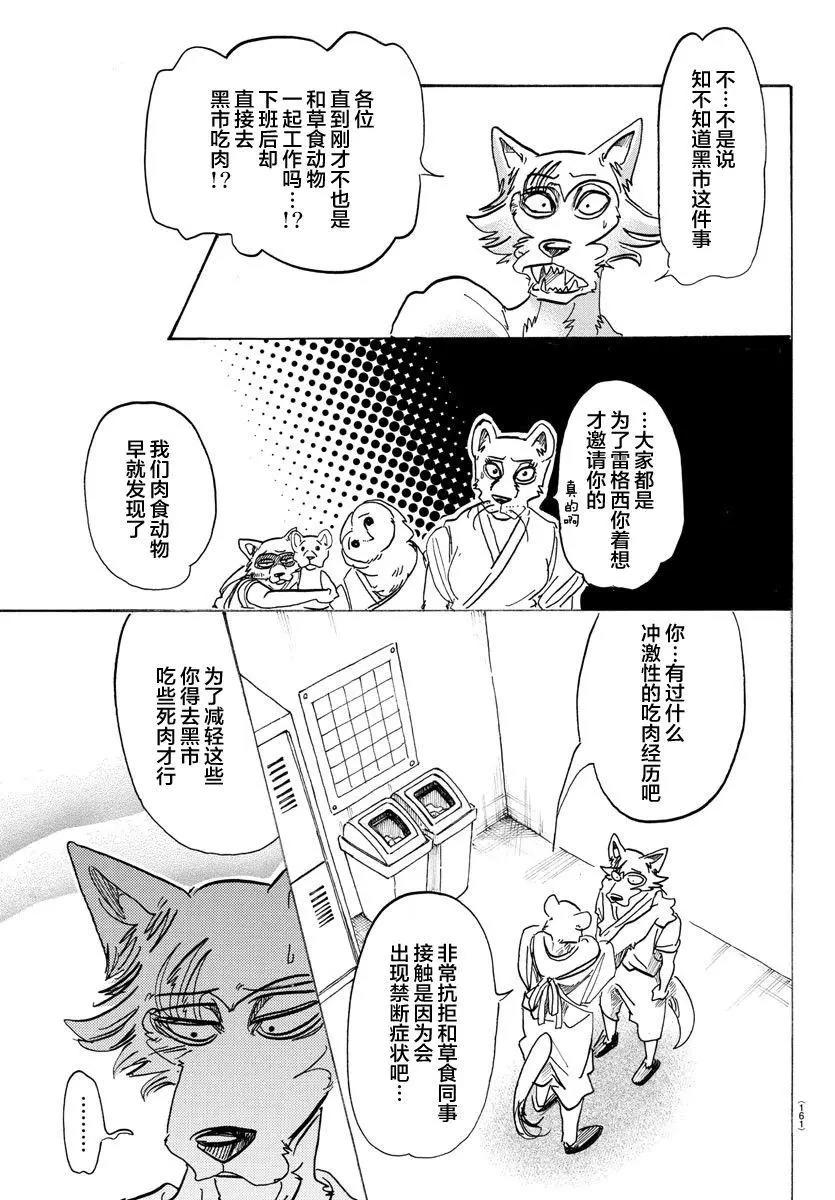 不…不是说
知不知道黑市这件事
各位
直到刚才不也是
和草食动物
一起工作吗…!?
下班后却
直接去
黑市吃肉!?
…大家都是
为了雷格西你着想
才邀请你的
真的啊
我们肉食动物
早就发现了
你…有过什么
冲激性的吃肉经历吧
非常抗拒和草食同事
接触是因为会
出现禁断症状吧…
为了减轻这些
你得去黑市
吃些死肉才行
………
(161)